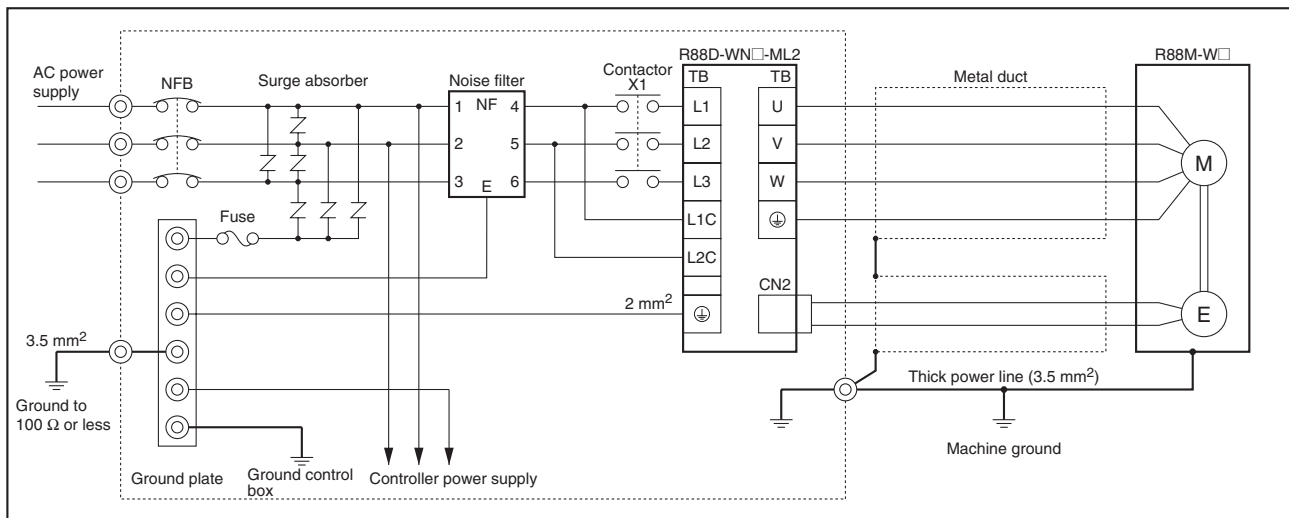 R88D-WN□-ML2
R88M-W□
AC power
supply
NFB
Surge absorber
Noise filter
Contactor
X1
TB
TB
Metal duct
1
NF
4
L1
U
2
5
L2
V
M
3
6
L3
W
E
Fuse
L1C
L2C
CN2
2 mm²
E
3.5 mm²
Thick power line (3.5 mm²)
Ground to
100 Ω or less
Machine ground
Ground plate
Ground control
box
Controller power supply